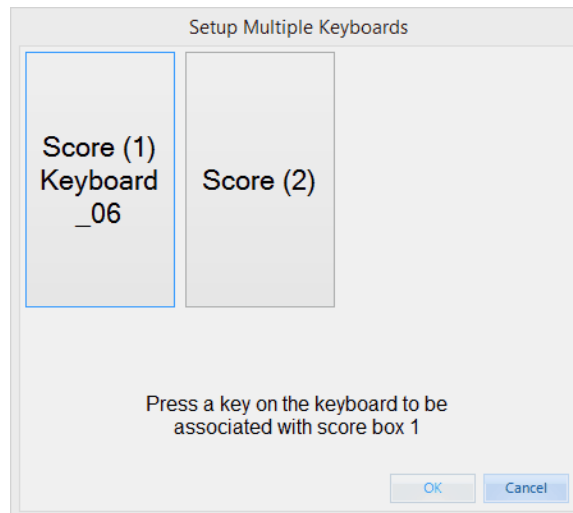 Setup Multiple Keyboards
Score (1)
Keyboard
_06
Score (2)
Press a key on the keyboard to be
associated with score box 1
OK
Cancel